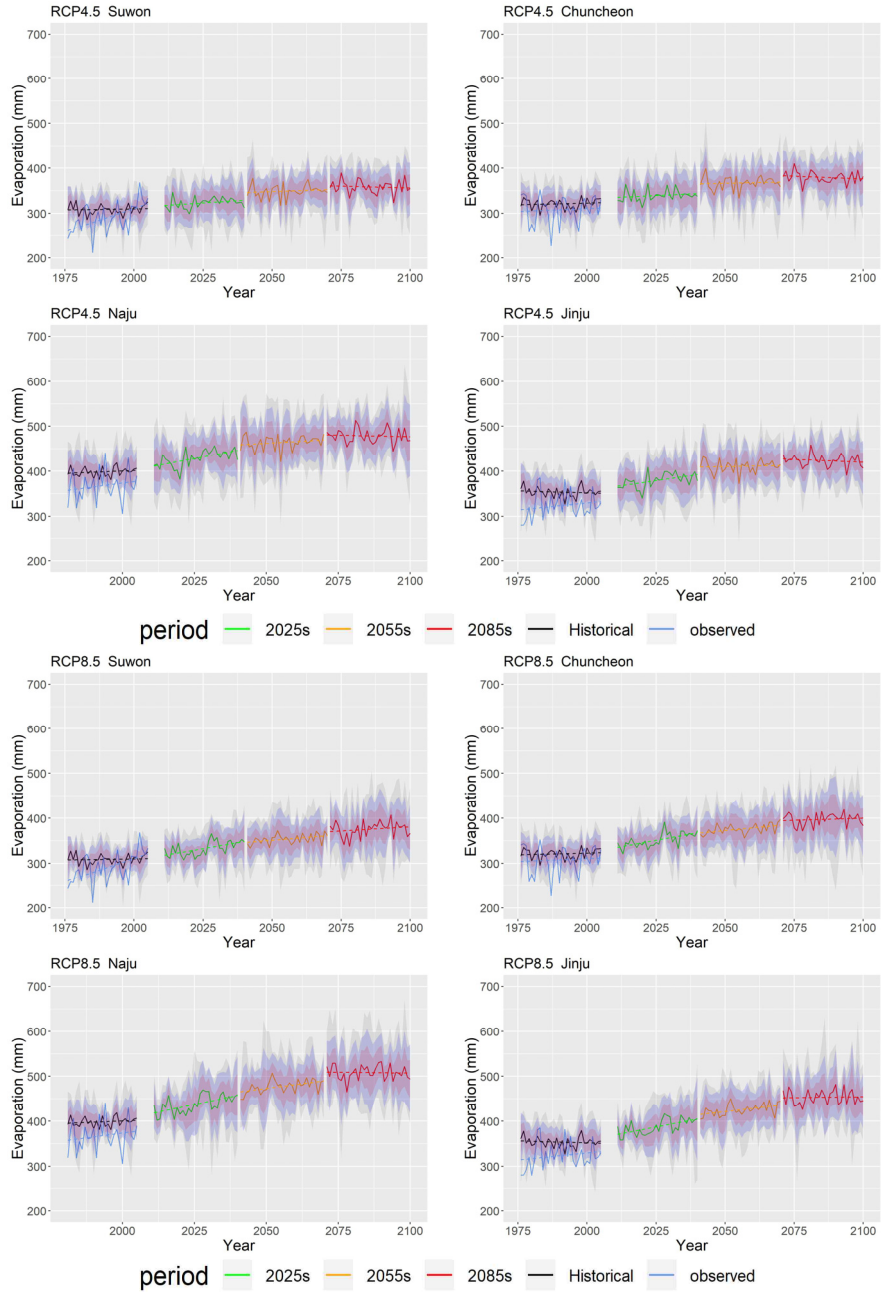 RCP4.5 Suwon
RCP4.5 Chuncheon
700
600
500
400
300
200
Evaporation (mm)
1975 2000 2025 2050 2075 2100
Year
700
600
500
400
300
200
Evaporation (mm)
1975 2000 2025 2050 2075 2100
Year
RCP4.5 Naju
RCP4.5 Jinju
700
600
500
400
300
200
Evaporation (mm)
2000 2025 2050 2075 2100
Year
700
600
500
400
300
200
Evaporation (mm)
1975 2000 2025 2050 2075 2100
Year
period 2025s 2055s 2085s Historical observed
RCP8.5 Suwon
RCP8.5 Chuncheon
700
600
500
400
300
200
Evaporation (mm)
1975 2000 2025 2050 2075 2100
Year
700
600
500
400
300
200
Evaporation (mm)
1975 2000 2025 2050 2075 2100
Year
RCP8.5 Naju
RCP8.5 Jinju
700
600
500
400
300
200
Evaporation (mm)
2000 2025 2050 2075 2100
Year
700
600
500
400
300
200
Evaporation (mm)
1975 2000 2025 2050 2075 2100
Year
period 2025s 2055s 2085s Historical observed